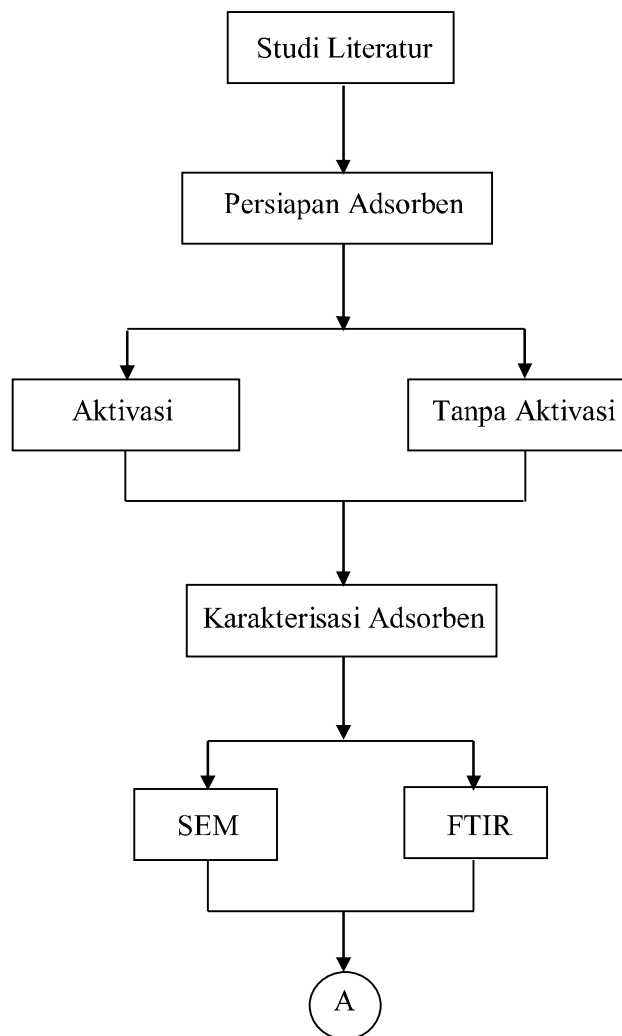 Studi Literatur
Persiapan Adsorben
Aktivasi
Tanpa Aktivasi
Karakterisasi Adsorben
SEM
FTIR
A